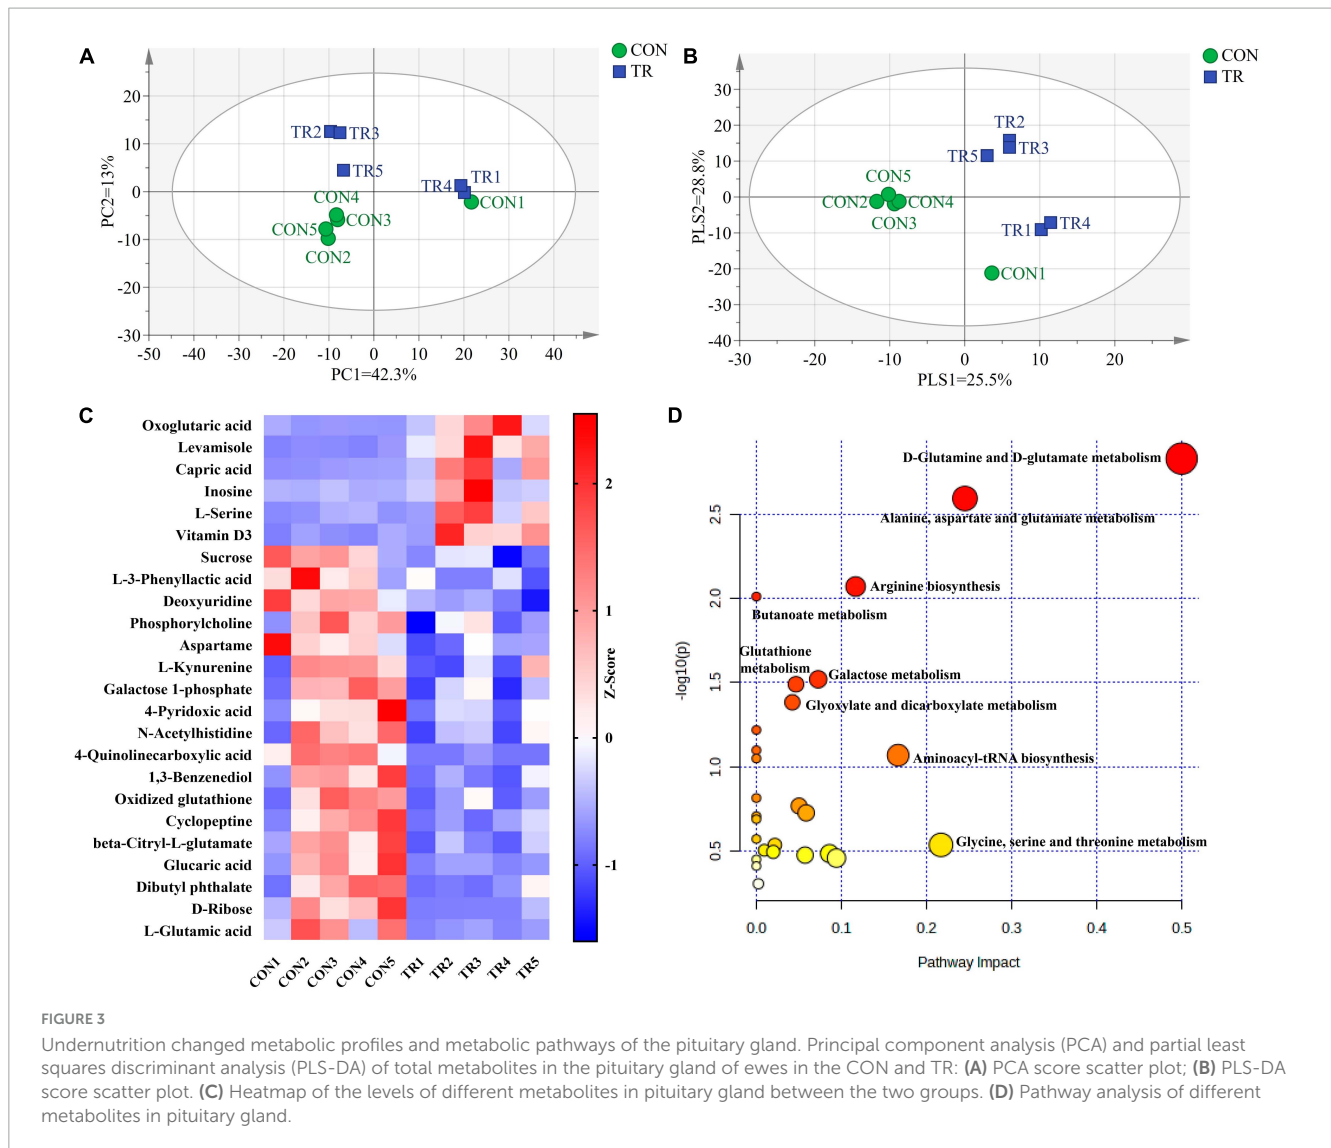 A
CON
TR
20
10
0
-10
-20
-30
-50
-40
-30
-20
-10
0
10
20
30
40
PC2=13%
PC1=42.3%
TR2
TR3
TR5
TR4
TR1
CON1
CON4
CON3
CON5
CON2
B
CON
TR
30
20
10
0
-10
-20
-30
-40
-30
-20
-10
0
10
20
PLS2=28.8%
PLS1=25.5%
TR2
TR3
TR5
CON5
CON2
CON4
CON3
TR1
TR4
CON1
C
Oxoglutaric acid
Levamisole
Capric acid
Inosine
L-Serine
Vitamin D3
Sucrose
L-3-Phenyllactic acid
Deoxyuridine
Phosphorylcholine
Aspartame
L-Kynurenine
Galactose 1-phosphate
4-Pyridoxic acid
N-Acetylhistidine
4-Quinolinecarboxylic acid
1,3-Benzenediol
Oxidized glutathione
Cyclopeptine
beta-Citryl-L-glutamate
Glucaric acid
Dibutyl phthalate
D-Ribose
L-Glutamic acid
CON1
CON2
CON3
CON4
CON5
TR1
TR2
TR3
TR4
TR5
2
1
0
-1
Z-Score
D
D-Glutamine and D-glutamate metabolism
Alanine, aspartate and glutamate metabolism
Arginine biosynthesis
Butanoate metabolism
Glutathione
metabolism
Galactose metabolism
Glyoxylate and dicarboxylate metabolism
Aminoacyl-tRNA biosynthesis
Glycine, serine and threonine metabolism
2.5
2.0
1.5
1.0
0.5
-log10(p)
0.0
0.1
0.2
0.3
0.4
0.5
Pathway Impact
FIGURE 3
Undernutrition changed metabolic profiles and metabolic pathways of the pituitary gland. Principal component analysis (PCA) and partial least
squares discriminant analysis (PLS-DA) of total metabolites in the pituitary gland of ewes in the CON and TR: (A) PCA score scatter plot; (B) PLS-DA
score scatter plot. (C) Heatmap of the levels of different metabolites in pituitary gland between the two groups. (D) Pathway analysis of different
metabolites in pituitary gland.